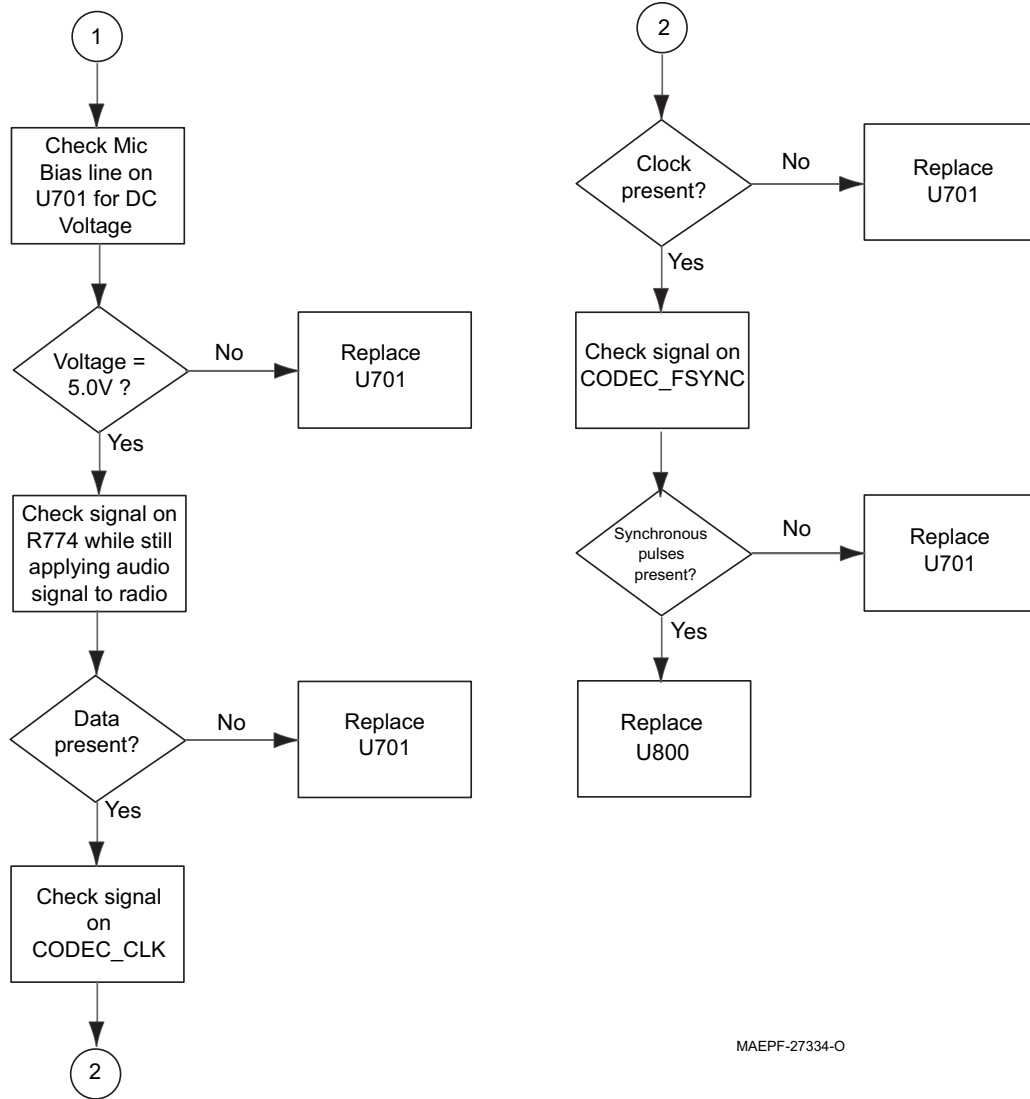 1
Check Mic
Bias line on
U701 for DC
Voltage
Voltage =
5.0V ?
No
Replace
U701
Yes
Check signal on
R774 while still
applying audio
signal to radio
Data
present?
No
Replace
U701
Yes
Check signal
on
CODEC_CLK
2
2
Clock
present?
No
Replace
U701
Yes
Check signal on
CODEC_FSYNC
Synchronous
pulses
present?
No
Replace
U701
Yes
Replace
U800
MAEPF-27334-O